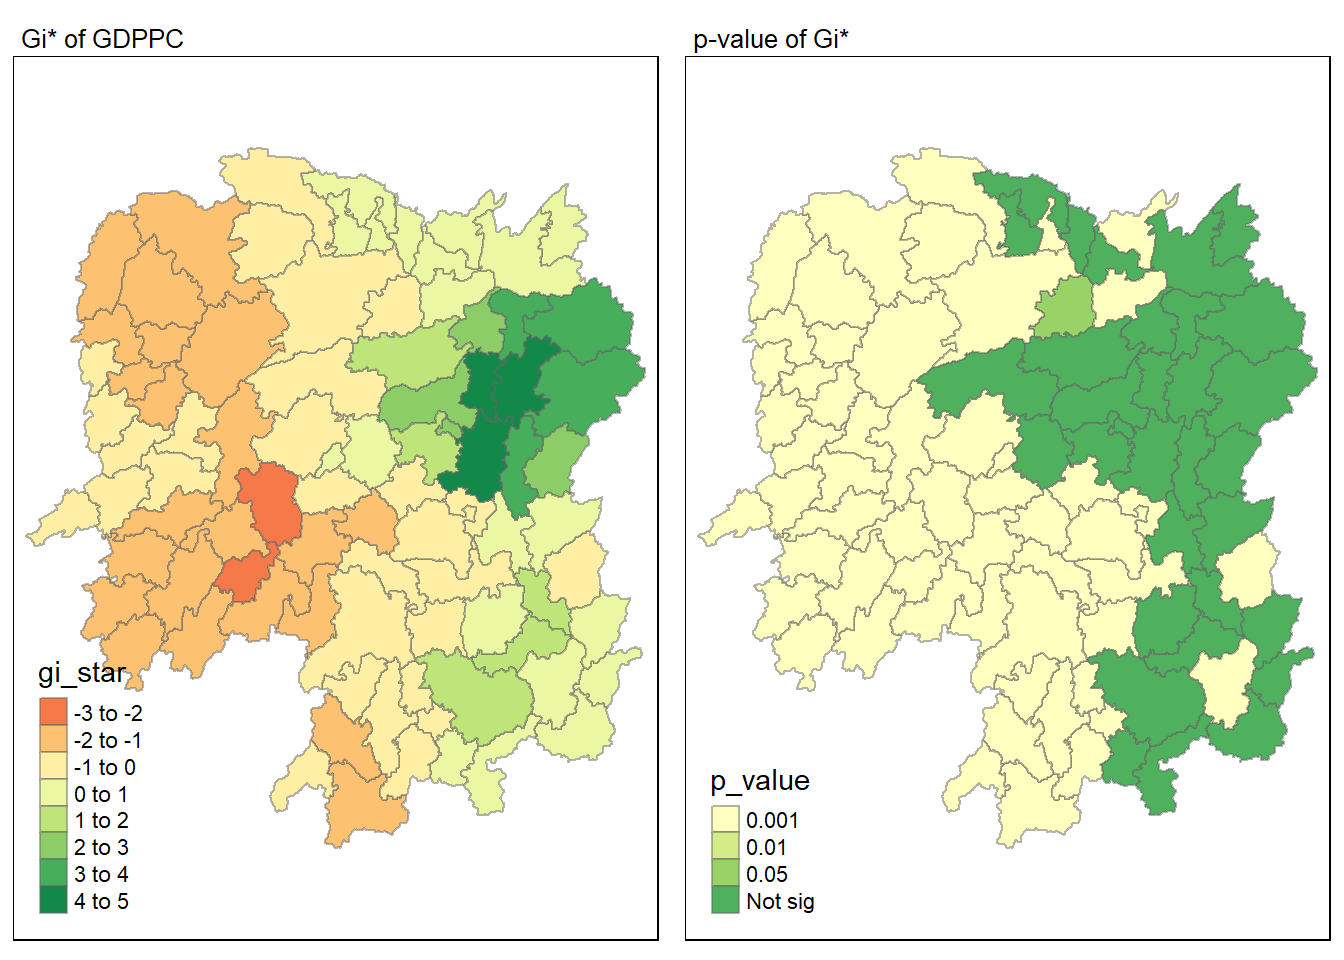 Gi* of GDPPC
gi_star
-3 to -2
-2 to -1
-1 to 0
0 to 1
1 to 2
2 to 3
3 to 4
4 to 5
p-value of Gi*
p_value
0.001
0.01
0.05
Not sig